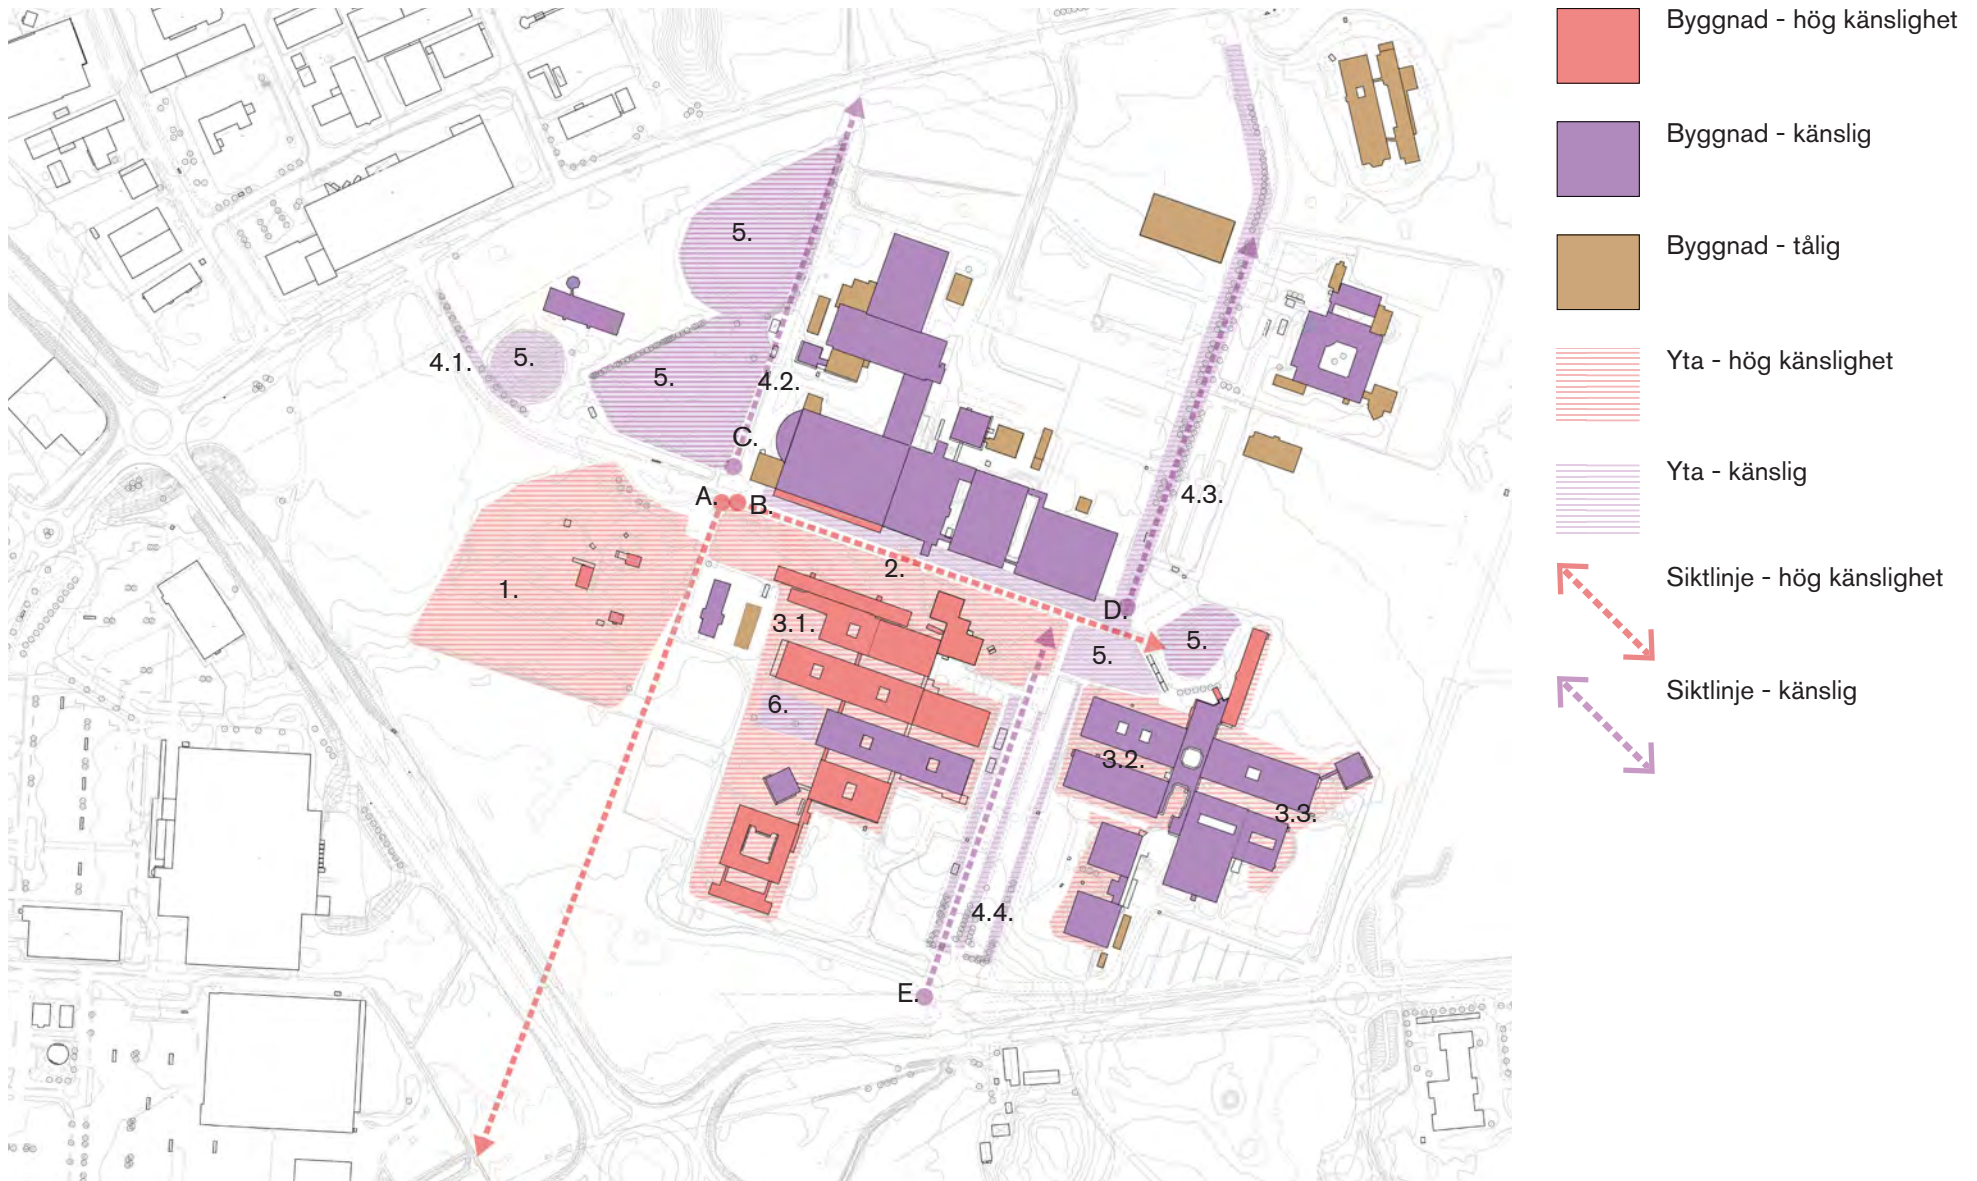 Byggnad - hög känslighet
Byggnad - känslig
Byggnad - tålig
Yta - hög känslighet
Yta - känslig
Siktlinje - hög känslighet
Siktlinje - känslig
5.
4.1.
5.
5.
4.2.
C.
A.
B.
4.3.
1.
2.
D.
3.1.
5.
5.
6.
3.2.
3.3.
4.4.
E.